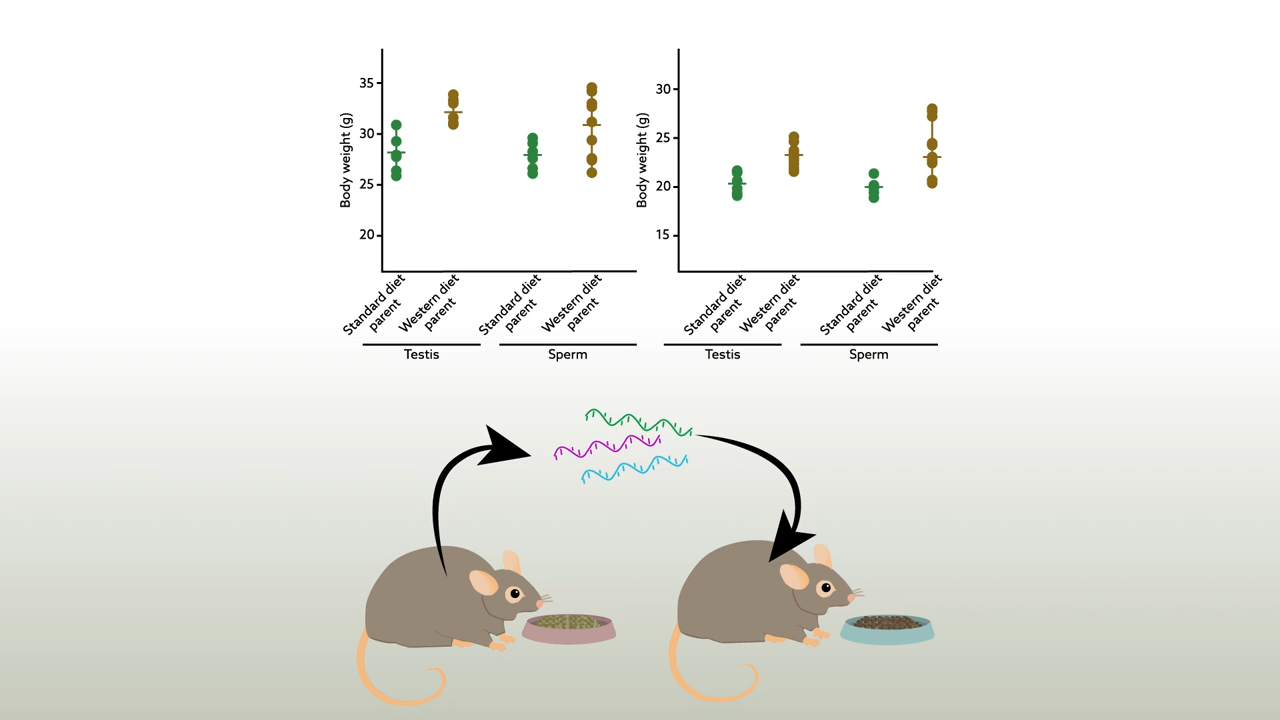 35
30
25
20
Body weight (g)
Standard diet
parent
Western diet
parent
Standard diet
parent
Western diet
parent
Testis
Sperm
30
25
20
15
Body weight (g)
Standard diet
parent
Western diet
parent
Standard diet
parent
Western diet
parent
Testis
Sperm